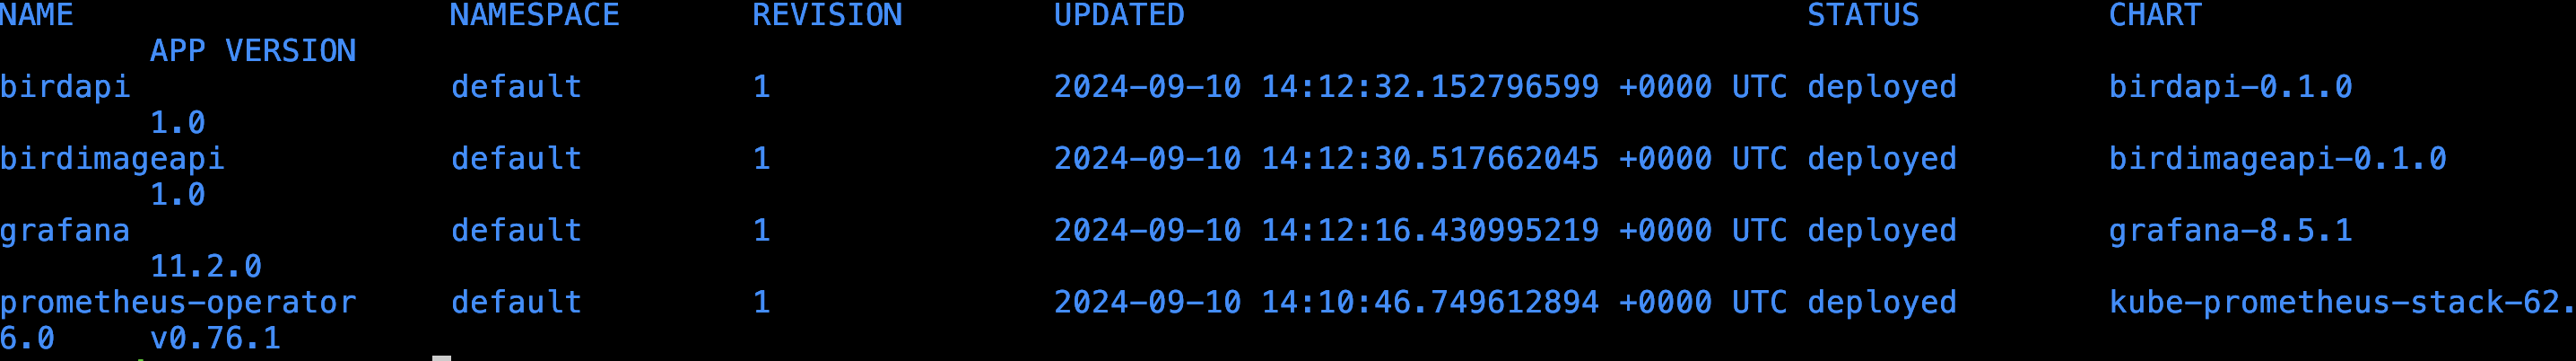 NAME NAMESPACE REVISION UPDATED STATUS CHART
APP VERSION
birdapi default 1 2024-09-10 14:12:32.152796599 +0000 UTC deployed birdapi-0.1.0
1.0
birdimageapi default 1 2024-09-10 14:12:30.517662045 +0000 UTC deployed birdimageapi-0.1.0
1.0
grafana default 1 2024-09-10 14:12:16.430995219 +0000 UTC deployed grafana-8.5.1
11.2.0
prometheus-operator default 1 2024-09-10 14:10:46.749612894 +0000 UTC deployed kube-prometheus-stack-62.
6.0 v0.76.1